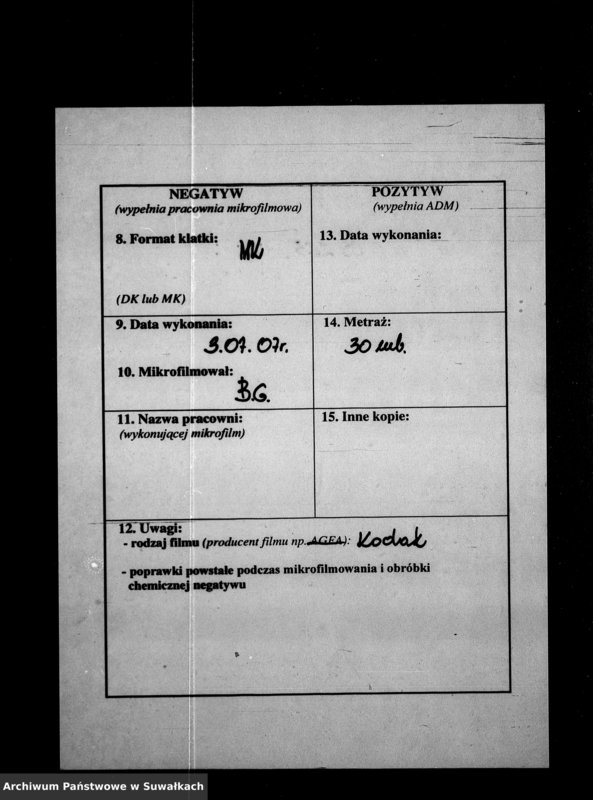 NEGATYW
(wypełnia pracownia mikrofilmowa)
8. Format klatki: MK
(DK lub MK)
9. Data wykonania:
3.07.07r.
10. Mikrofilmował:
B.G.
11. Nazwa pracowni:
(wykonującej mikrofilm)
POZYTYW
(wypełnia ADM)
13. Data wykonania:
14. Metraż:
30 mb.
15. Inne kopie:
12. Uwagi:
- rodzaj filmu (producent filmu np. AGFA): Kodak
- poprawki powstałe podczas mikrofilmowania i obróbki
chemicznej negatywu
Archiwum Państwowe w Suwałkach